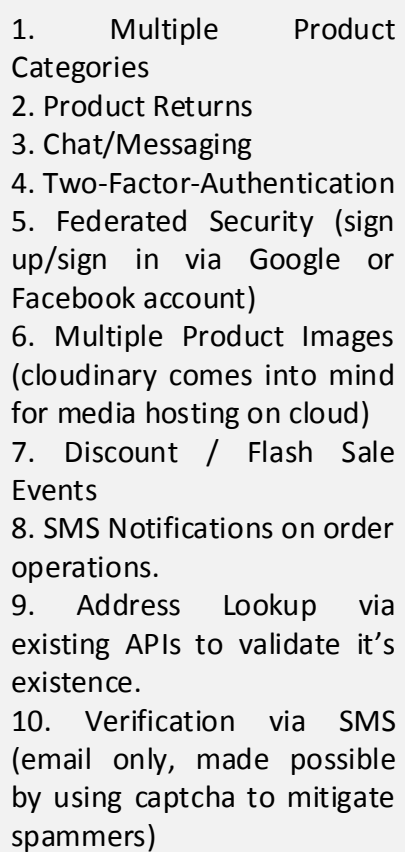 1. Multiple Product
Categories
2. Product Returns
3. Chat/Messaging
4. Two-Factor-Authentication
5. Federated Security (sign
up/sign in via Google or
Facebook account)
6. Multiple Product Images
(cloudinary comes into mind
for media hosting on cloud)
7. Discount / Flash Sale
Events
8. SMS Notifications on order
operations.
9. Address Lookup via
existing APIs to validate it’s
existence.
10. Verification via SMS
(email only, made possible
by using captcha to mitigate
spammers)